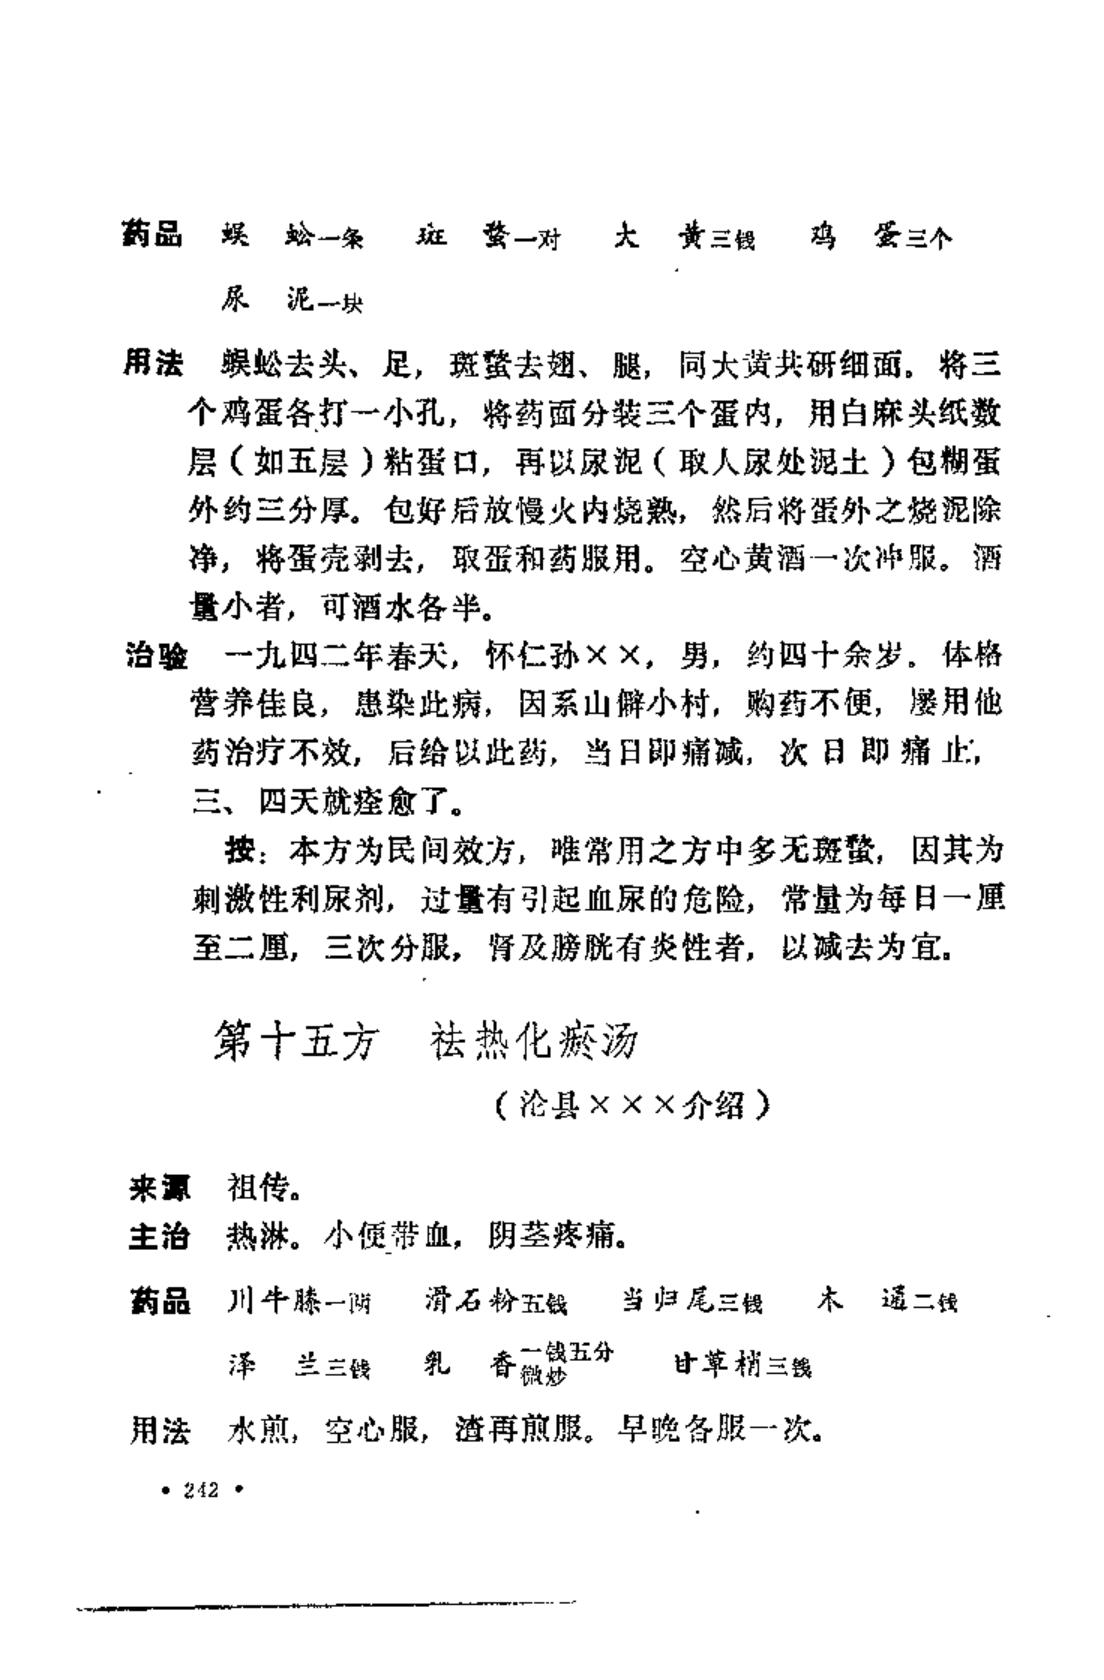 药品 蜈 蚣一条 斑 蝥一对 大 黄三钱 鸡 蛋三个
尿 泥一块
用法 蜈蚣去头、足，斑蝥去翅、腿，同大黄共研细面。将三
个鸡蛋各打一小孔，将药面分装三个蛋内，用白麻头纸数
层（如五层）粘蛋口，再以尿泥（取人尿处泥土）包糊蛋
外约三分厚。包好后放慢火内烧熟，然后将蛋外之烧泥除
净，将蛋壳剥去，取蛋和药服用。空心黄酒一次冲服。酒
量小者，可酒水各半。
治验 一九四二年春天，怀仁孙××，男，约四十余岁。体格
营养佳良，患染此病，因系山僻小村，购药不便，屡用他
药治疗不效，后给以此药，当日即痛减，次日即痛止，
三、四天就痊愈了。
按：本方为民间效方，唯常用之方中多无斑蝥，因其为
刺激性利尿剂，过量有引起血尿的危险，常量为每日一厘
至二厘，三次分服，肾及膀胱有炎性者，以减去为宜。
第十五方 祛热化瘀汤
（沧县×××介绍）
来源 祖传。
主治 热淋。小便带血，阴茎疼痛。
药品 川牛膝一两 滑石粉五钱 当归尾三钱 木 通二钱
泽 兰三钱 乳 香一钱五分微炒 甘草梢三钱
用法 水煎，空心服，渣再煎服。早晚各服一次。
• 242 •